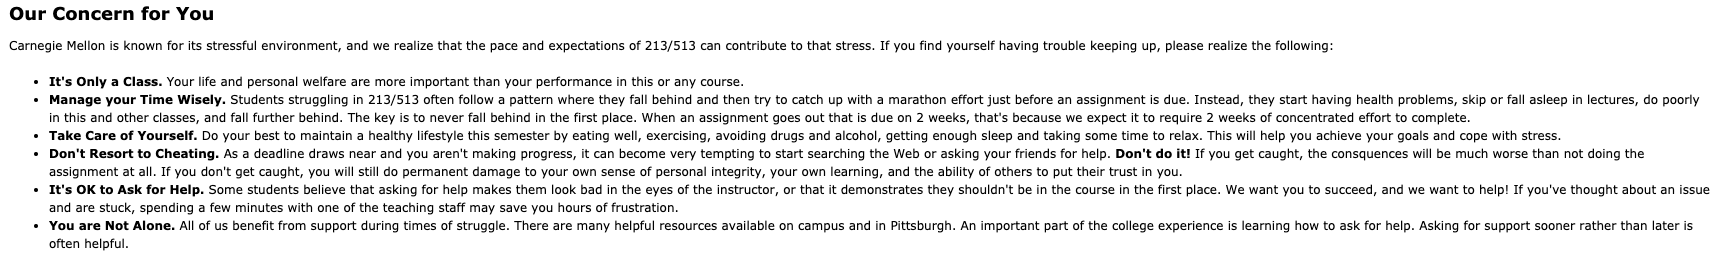 Our Concern for You
Carnegie Mellon is known for its stressful environment, and we realize that the pace and expectations of 213/513 can contribute to that stress. If you find yourself having trouble keeping up, please realize the following:
• It's Only a Class. Your life and personal welfare are more important than your performance in this or any course.
• Manage your Time Wisely. Students struggling in 213/513 often follow a pattern where they fall behind and then try to catch up with a marathon effort just before an assignment is due. Instead, they start having health problems, skip or fall asleep in lectures, do poorly
in this and other classes, and fall further behind. The key is to never fall behind in the first place. When an assignment goes out that is due on 2 weeks, that's because we expect it to require 2 weeks of concentrated effort to complete.
• Take Care of Yourself. Do your best to maintain a healthy lifestyle this semester by eating well, exercising, avoiding drugs and alcohol, getting enough sleep and taking some time to relax. This will help you achieve your goals and cope with stress.
• Don't Resort to Cheating. As a deadline draws near and you aren't making progress, it can become very tempting to start searching the Web or asking your friends for help. Don't do it! If you get caught, the consquences will be much worse than not doing the
assignment at all. If you don't get caught, you will still do permanent damage to your own sense of personal integrity, your own learning, and the ability of others to put their trust in you.
• It's OK to Ask for Help. Some students believe that asking for help makes them look bad in the eyes of the instructor, or that it demonstrates they shouldn't be in the course in the first place. We want you to succeed, and we want to help! If you've thought about an issue
and are stuck, spending a few minutes with one of the teaching staff may save you hours of frustration.
• You are Not Alone. All of us benefit from support during times of struggle. There are many helpful resources available on campus and in Pittsburgh. An important part of the college experience is learning how to ask for help. Asking for support sooner rather than later is
often helpful.